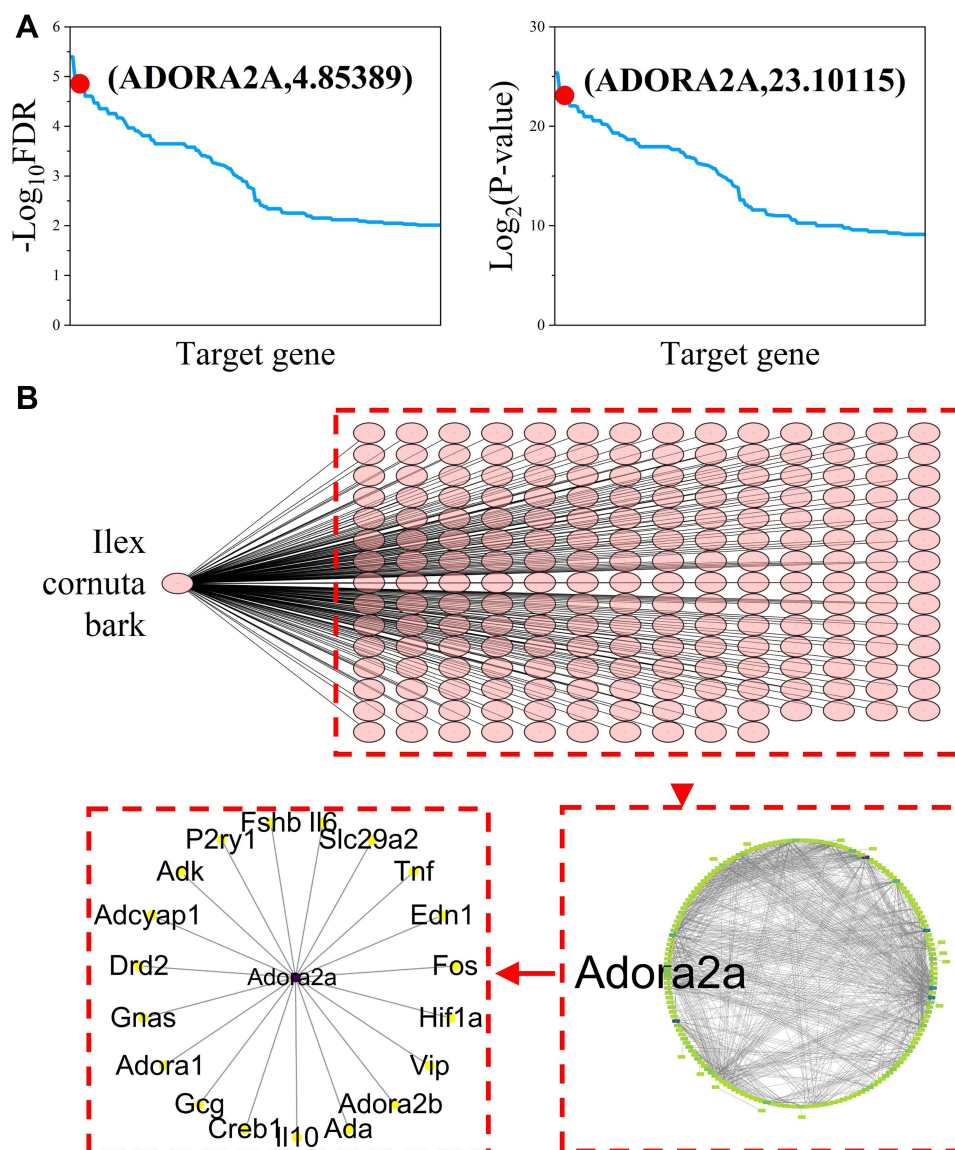 A
6
5
4
3
2
1
0
-Log₁₀FDR
(ADORA2A,4.85389)
Target gene
30
20
10
0
Log₂(P-value)
(ADORA2A,23.10115)
Target gene
B
Ilex
cornuta
bark
Fshb Il6
P2ry1
Slc29a2
Adk
Tnf
Adcyap1
Edn1
Drd2
Fos
Adora2a
Gnas
Hif1a
Adora1
Vip
Gcg
Adora2b
Creb1
Il10
Ada
Adora2a